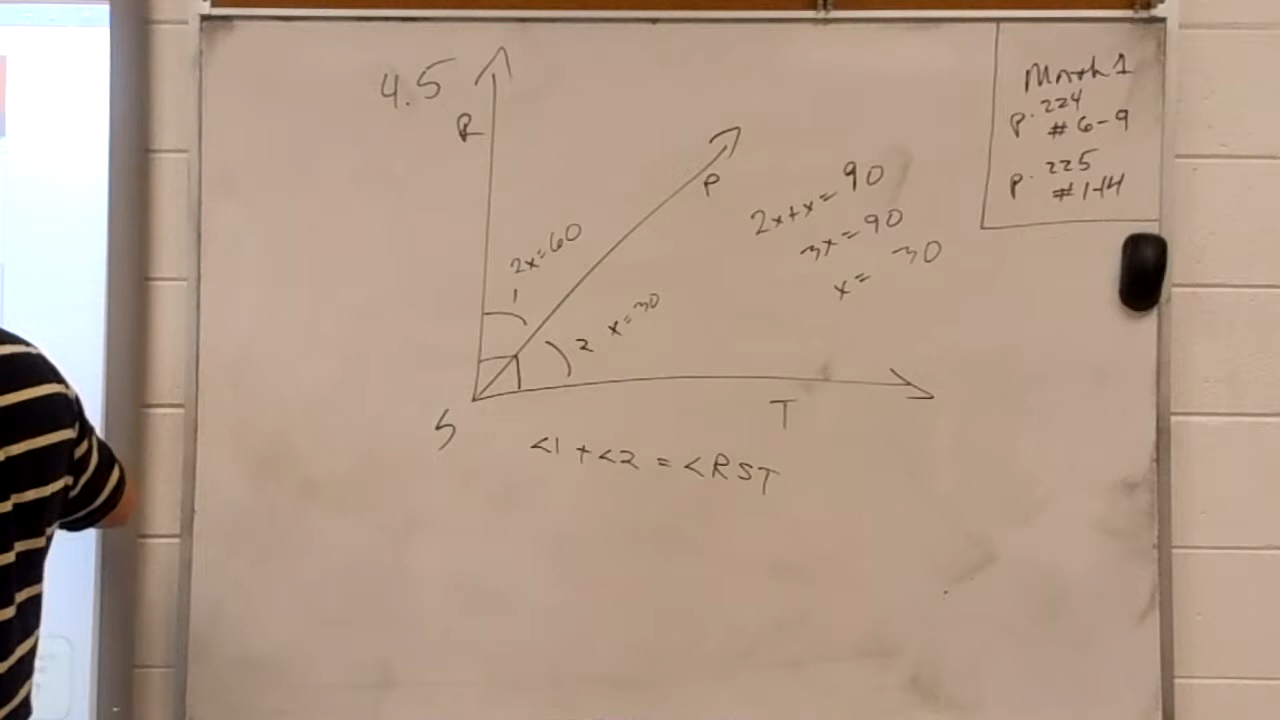 4.5
R
P
2x=60
1
2
x=30
S
T
<1 + <2 = <RST
2x+x=90
3x=90
x= 30
Math 1
p. 224
#6-9
p. 225
#1-14